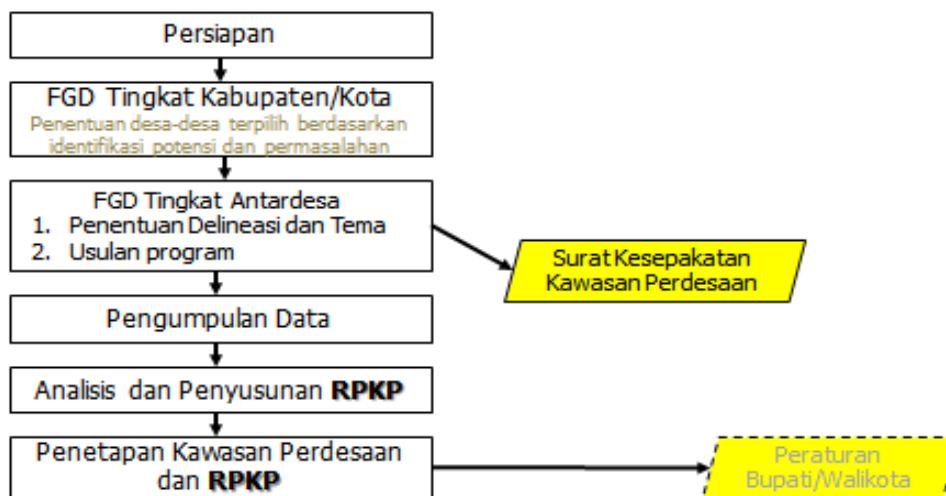 Persiapan
FGD Tingkat Kabupaten/Kota
Penentuan desa-desa terpilih berdasarkan
identifikasi potensi dan permasalahan
FGD Tingkat Antardesa
1. Penentuan Delineasi dan Tema
2. Usulan program
Surat Kesepakatan
Kawasan Perdesaan
Pengumpulan Data
Analisis dan Penyusunan RPKP
Penetapan Kawasan Perdesaan
dan RPKP
Peraturan
Bupati/Walikota